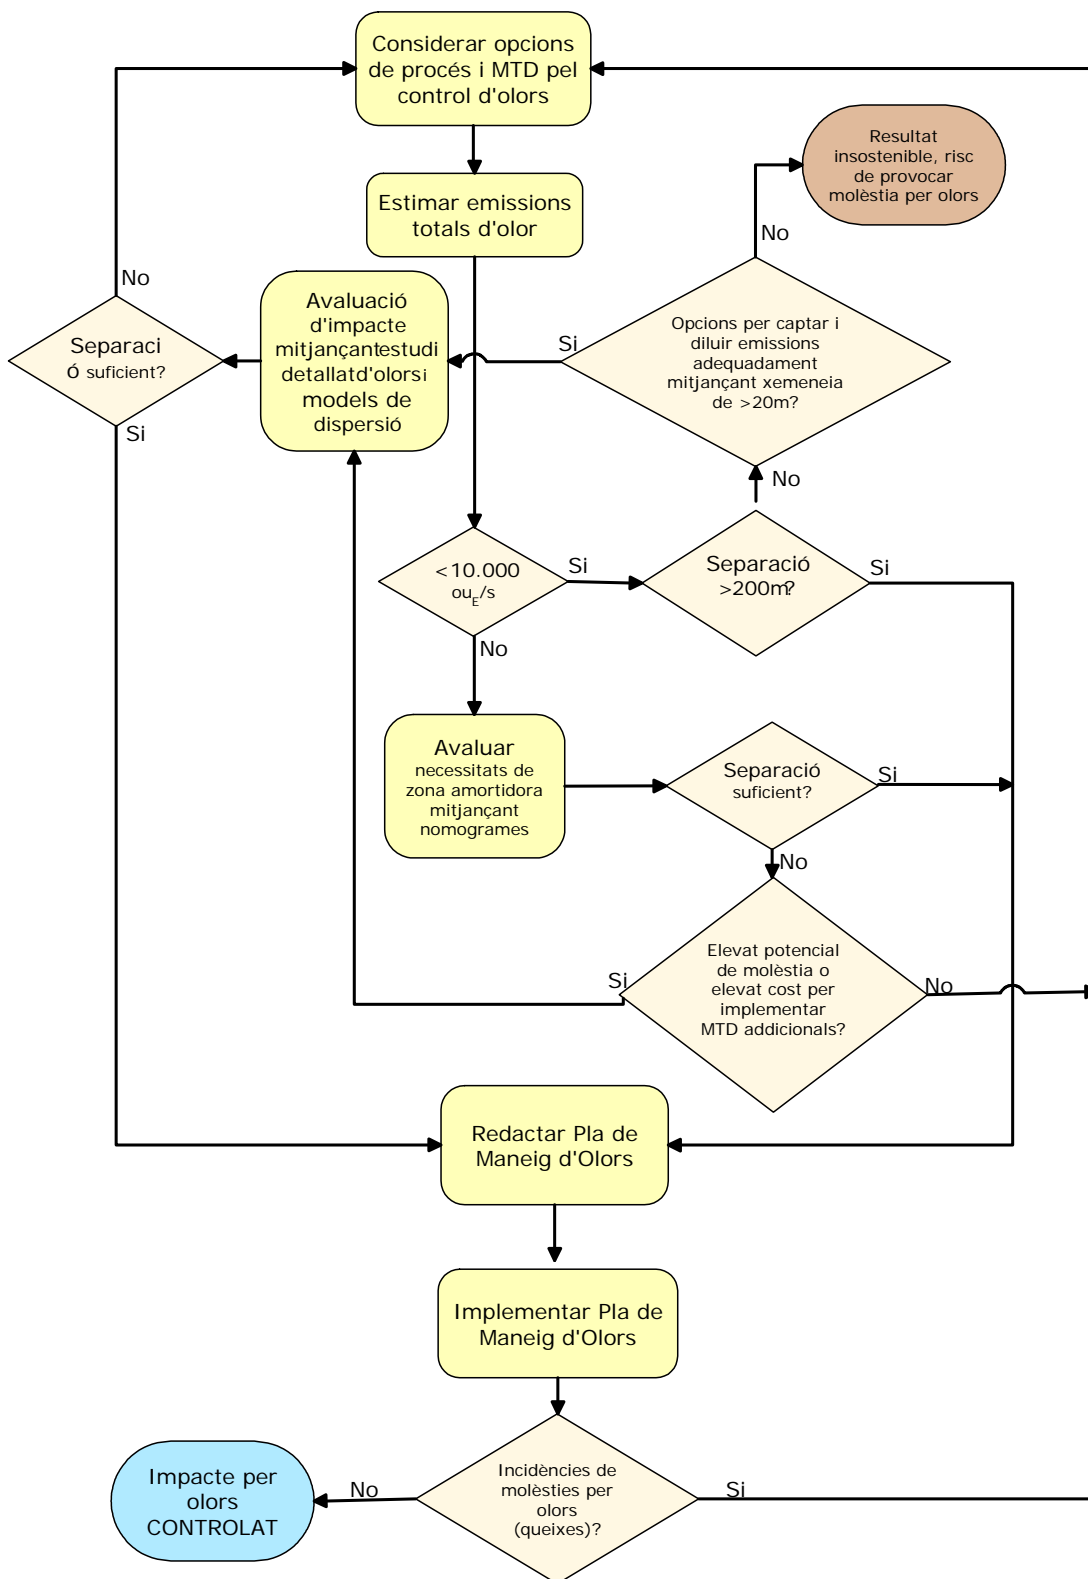 Considerar opcions
de procés i MTD pel
control d'olors
Resultat
insostenible, risc
de provocar
molèstia per olors
Estimar emissions
totals d'olor
No
No
Avaluació
d'impacte
mitjançantestudi
detallatd'olorsi
models de
dispersió
Opcions per captar i
diluir emissions
adequadament
mitjançant xemeneia
de >20m?
Si
Separaci
ó suficient?
Si
No
<10.000
ouE/s
Si
Separació
>200m?
Si
No
Avaluar
necessitats de
zona amortidora
mitjançant
nomogrames
Separació
suficient?
Si
No
Elevat potencial
de molèstia o
elevat cost per
implementar
MTD addicionals?
Si
No
Redactar Pla de
Maneig d'Olors
Implementar Pla de
Maneig d'Olors
Incidències de
molèsties per
olors
(queixes)?
No
Si
Impacte per
olors
CONTROLAT